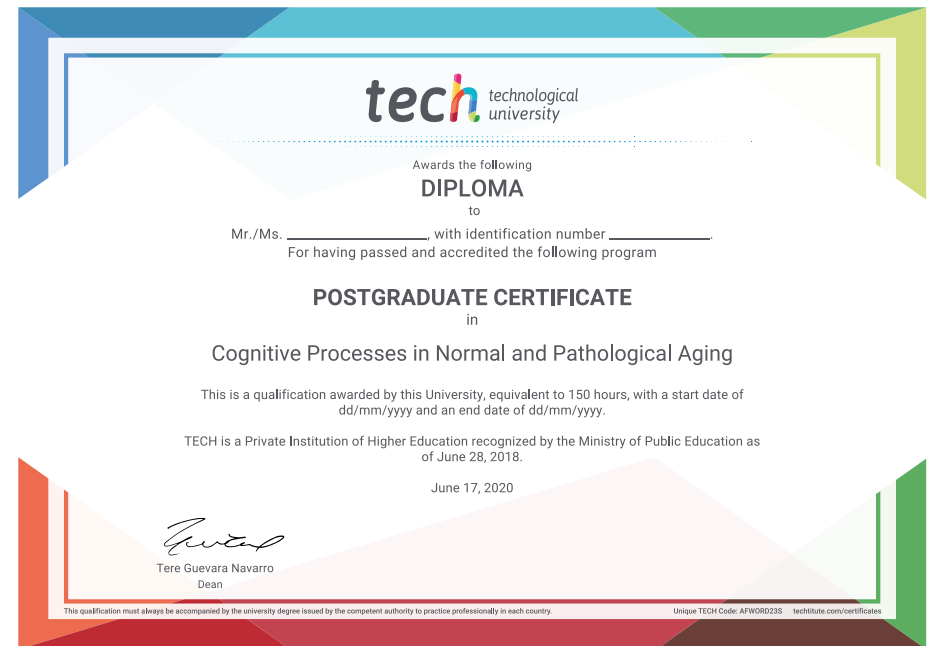 tech technological
university
Awards the following
DIPLOMA
to
Mr./Ms. ____________________, with identification number ______________.
For having passed and accredited the following program
POSTGRADUATE CERTIFICATE
in
Cognitive Processes in Normal and Pathological Aging
This is a qualification awarded by this University, equivalent to 150 hours, with a start date of
dd/mm/yyyy and an end date of dd/mm/yyyy.
TECH is a Private Institution of Higher Education recognized by the Ministry of Public Education as
of June 28, 2018.
June 17, 2020
Tere Guevara Navarro
Dean
This qualification must always be accompanied by the university degree issued by the competent authority to practice professionally in each country.
Unique TECH Code: AFWORD23S techtitute.com/certificates